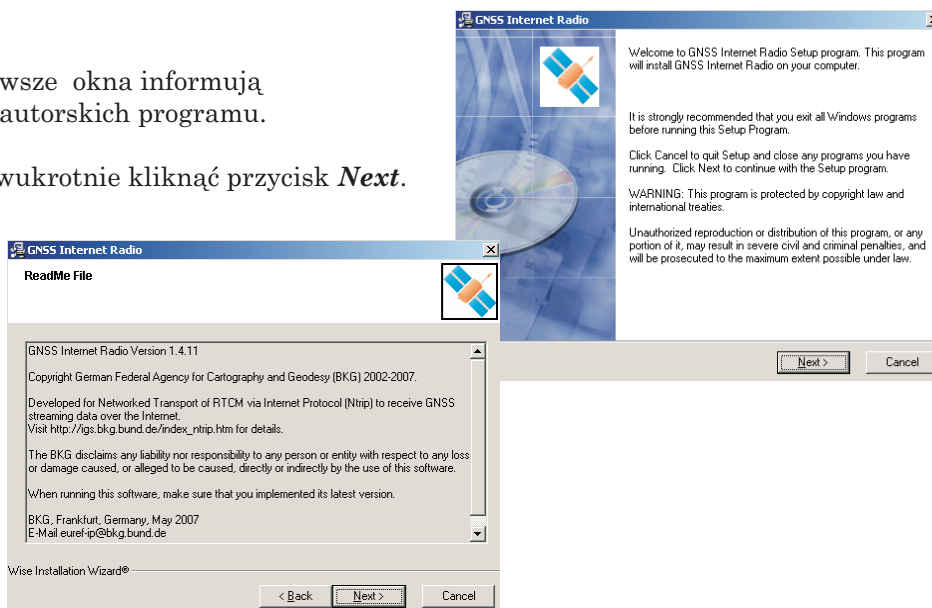 wsze okna informują
autorskich programu.
wukrotnie kliknąć przycisk Next.
GNSS Internet Radio
Welcome to GNSS Internet Radio Setup program. This program
will install GNSS Internet Radio on your computer.
It is strongly recommended that you exit all Windows programs
before running this Setup Program.
Click Cancel to quit Setup and close any programs you have
running. Click Next to continue with the Setup program.
WARNING: This program is protected by copyright law and
international treaties.
Unauthorized reproduction or distribution of this program, or any
portion of it, may result in severe civil and criminal penalties, and
will be prosecuted to the maximum extent possible under law.
Next > Cancel
GNSS Internet Radio
ReadMe File
GNSS Internet Radio Version 1.4.11
Copyright German Federal Agency for Cartography and Geodesy (BKG) 2002-2007.
Developed for Networked Transport of RTCM via Internet Protocol (Ntrip) to receive GNSS
streaming data over the Internet.
Visit http://igs.bkg.bund.de/index_ntrip.htm for details.
The BKG disclaims any liability nor responsibility to any person or entity with respect to any loss
or damage caused, or alleged to be caused, directly or indirectly by the use of this software.
When running this software, make sure that you implemented its latest version.
BKG, Frankfurt, Germany, May 2007
E-Mail euref-ip@bkg.bund.de
Wise Installation Wizard®
< Back Next > Cancel